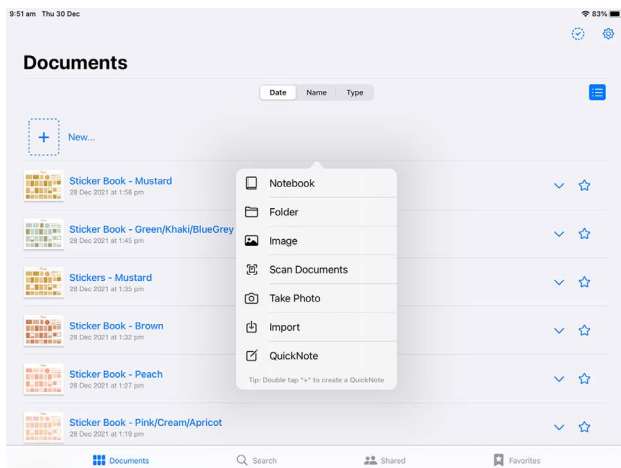 9:51 am Thu 30 Dec
83%
Documents
Date Name Type
New...
Sticker Book - Mustard
28 Dec 2021 at 1:58 pm
Sticker Book - Green/Khaki/BlueGrey
28 Dec 2021 at 1:45 pm
Stickers - Mustard
28 Dec 2021 at 1:35 pm
Sticker Book - Brown
28 Dec 2021 at 1:32 pm
Sticker Book - Peach
28 Dec 2021 at 1:27 pm
Sticker Book - Pink/Cream/Apricot
28 Dec 2021 at 1:19 pm
Notebook
Folder
Image
Scan Documents
Take Photo
Import
QuickNote
Tip: Double tap "+" to create a QuickNote
Documents Search Shared Favorites